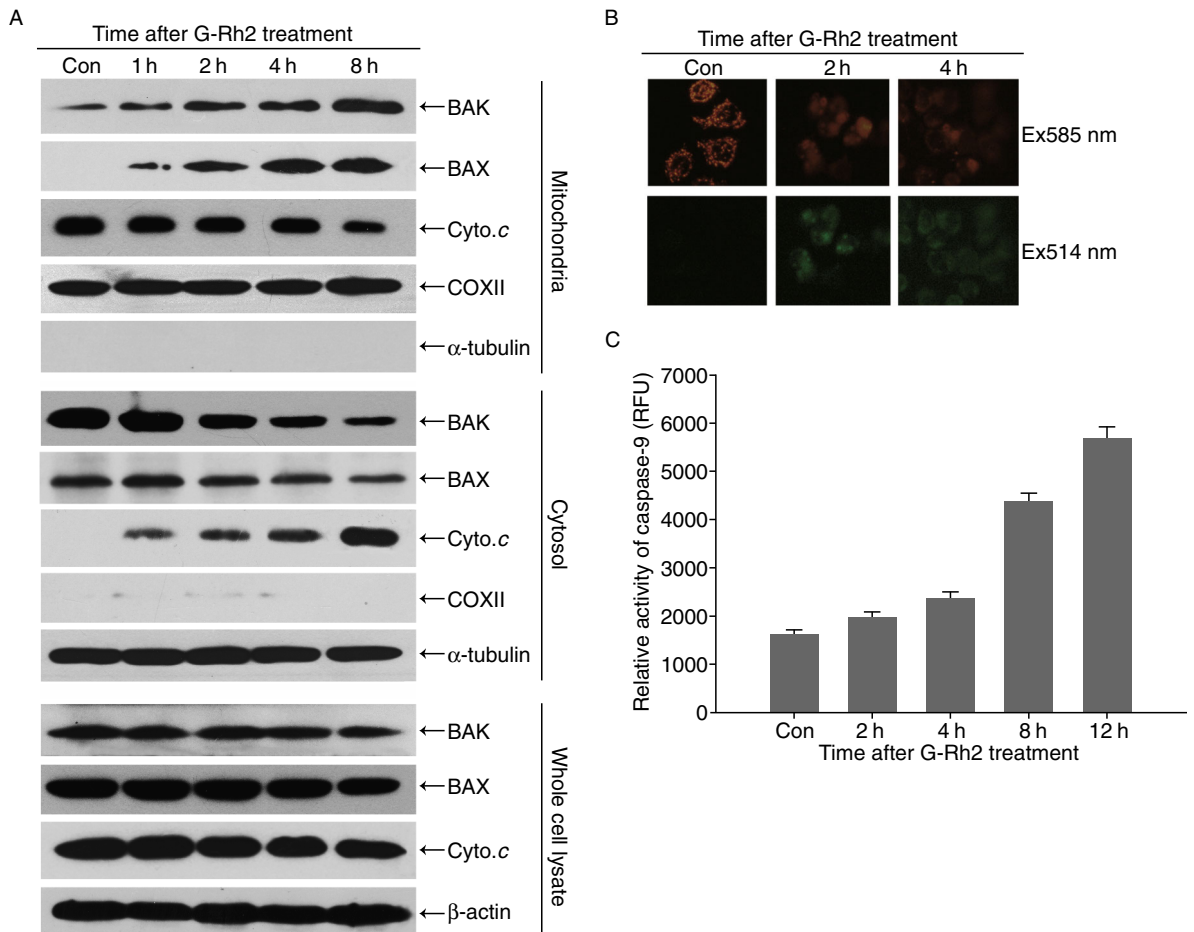 A
Time after G-Rh2 treatment
Con 1 h 2 h 4 h 8 h
BAK
BAX
Cyto.c
COXII
α-tubulin
Mitochondria
BAK
BAX
Cyto.c
COXII
α-tubulin
Cytosol
BAK
BAX
Cyto.c
β-actin
Whole cell lysate
B
Time after G-Rh2 treatment
Con 2 h 4 h
Ex585 nm
Ex514 nm
C
Relative activity of caspase-9 (RFU)
7000
6000
5000
4000
3000
2000
1000
0
Con 2 h 4 h 8 h 12 h
Time after G-Rh2 treatment